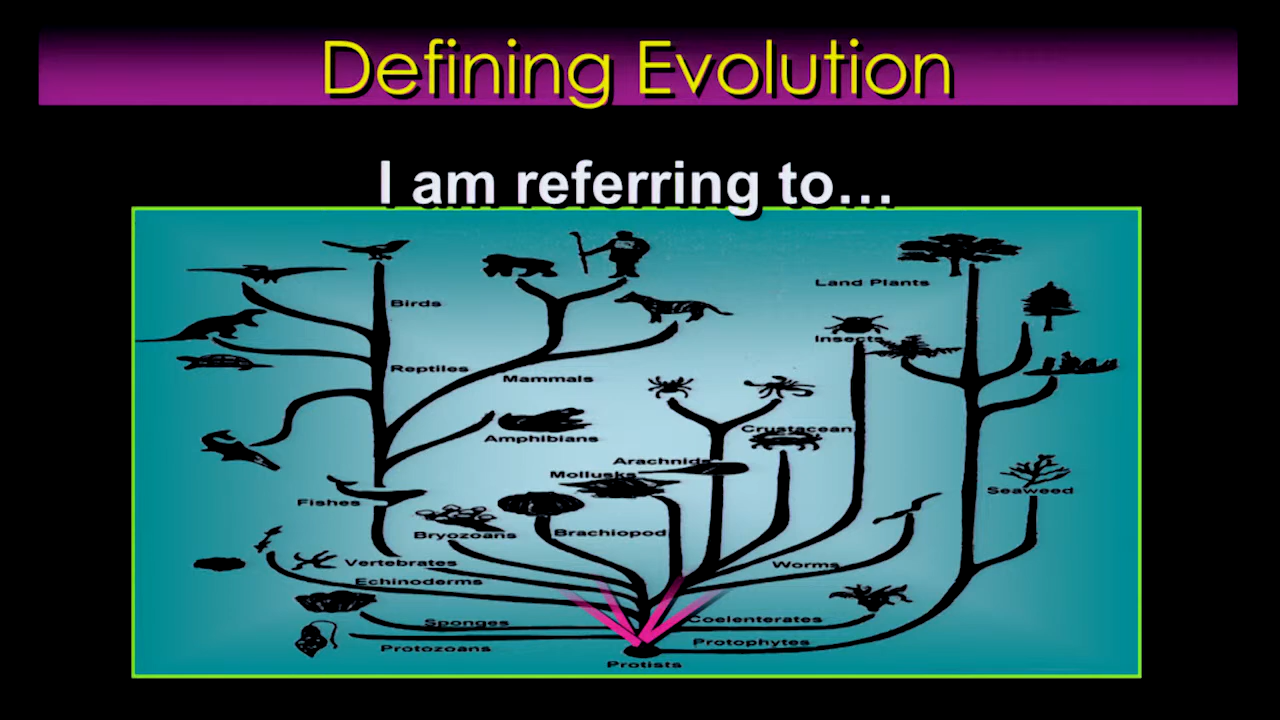 Defining Evolution
I am referring to...
Land Plants
Birds
Insects
Reptiles
Mammals
Crustacean
Amphibians
Arachnids
Mollusks
Seaweed
Fishes
Bryozoans
Brachiopod
Vertebrates
Worms
Echinoderms
Sponges
Coelenterates
Protozoans
Protophytes
Protists